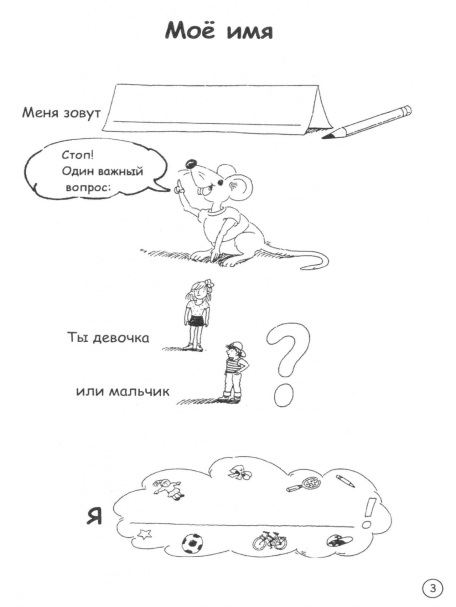 Моё имя
Меня зовут
Стоп!
Один важный
вопрос:
Ты девочка
или мальчик
?
Я !
3